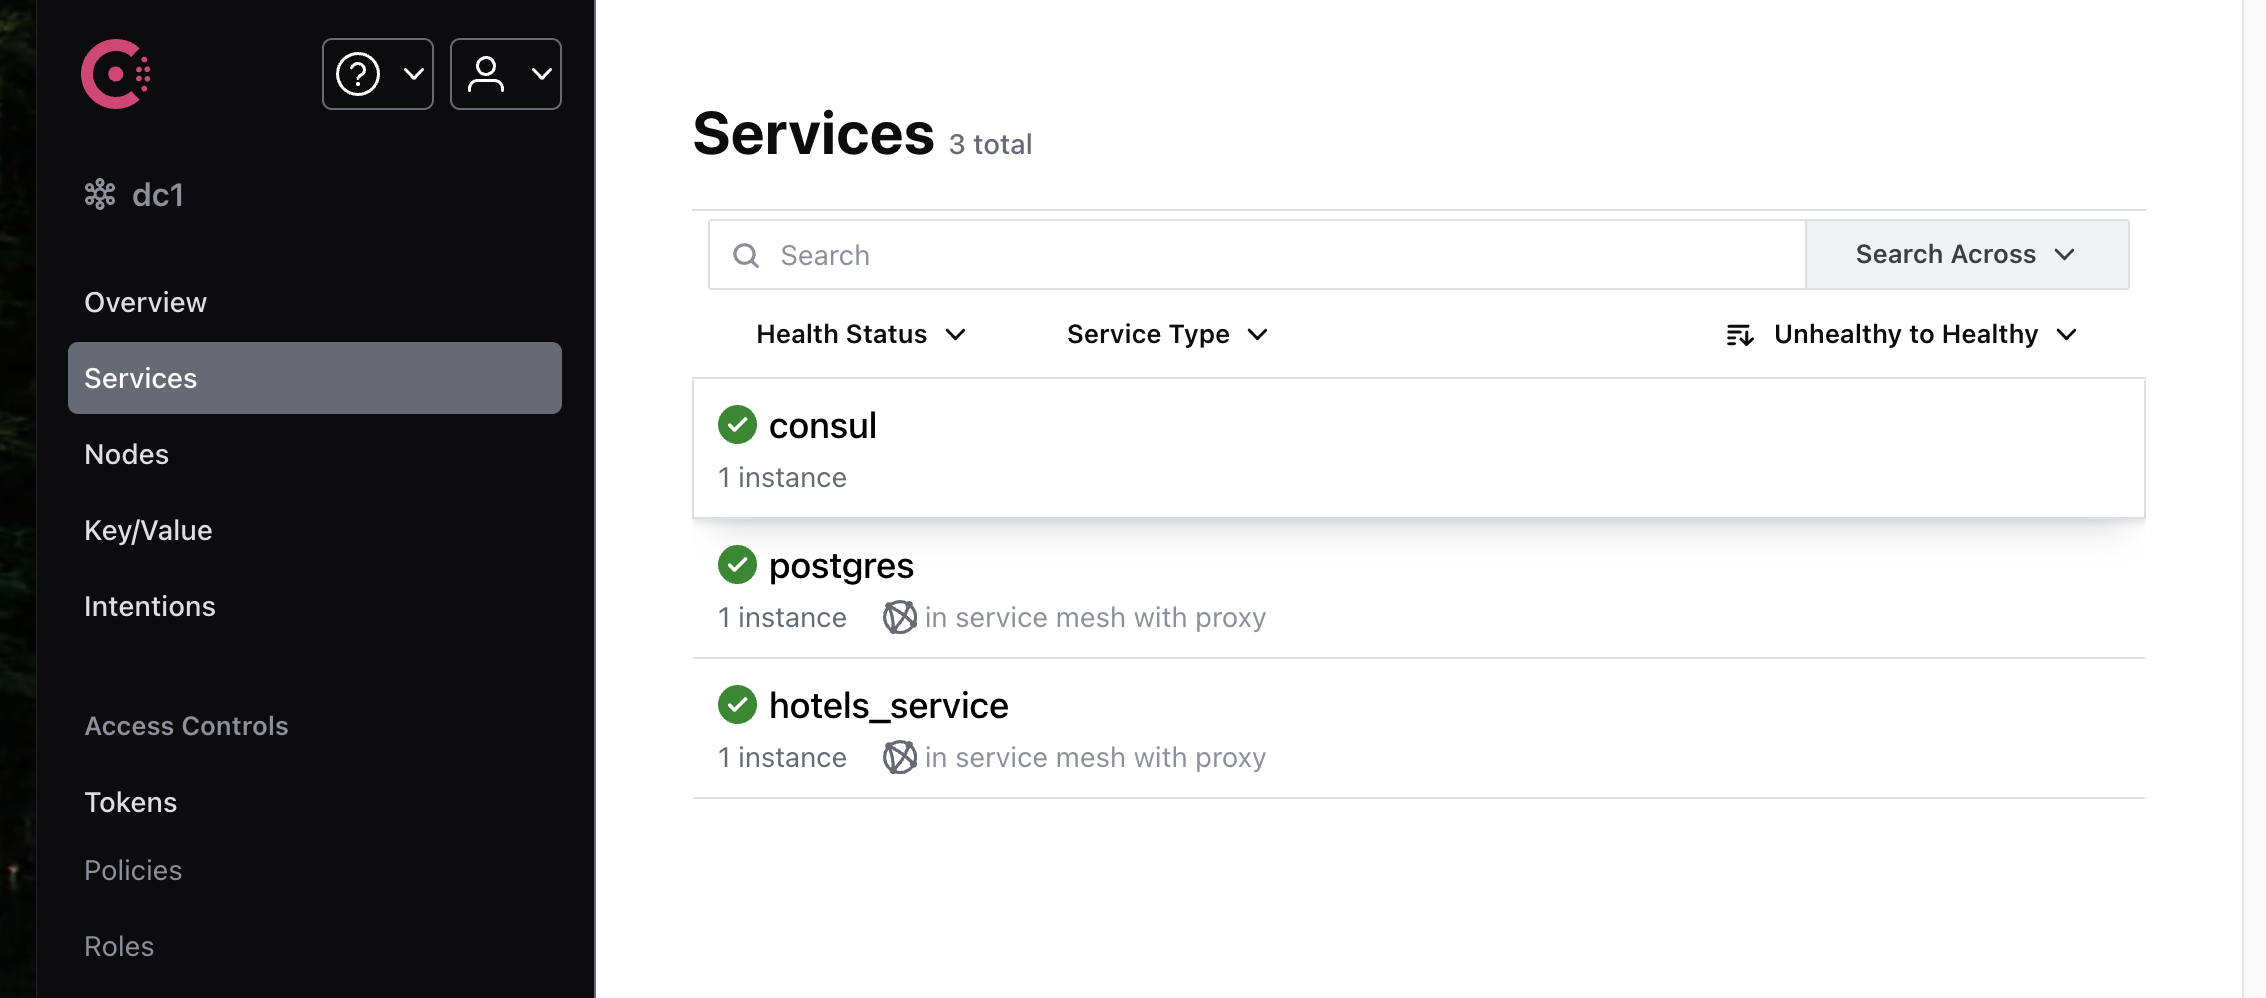 dc1
Overview
Services
Nodes
Key/Value
Intentions
Access Controls
Tokens
Policies
Roles
Services 3 total
Search
Search Across
Health Status
Service Type
Unhealthy to Healthy
consul
1 instance
postgres
1 instance in service mesh with proxy
hotels_service
1 instance in service mesh with proxy